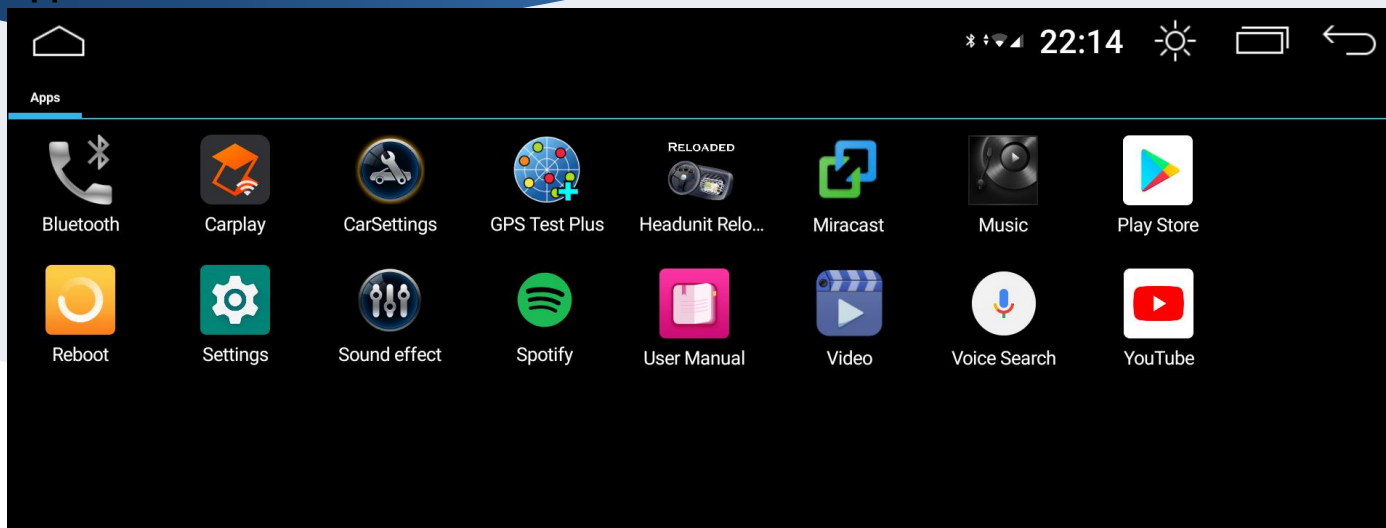 22:14
Apps
RELOADED
Bluetooth Carplay CarSettings GPS Test Plus Headunit Relo... Miracast Music Play Store
Reboot Settings Sound effect Spotify User Manual Video Voice Search YouTube